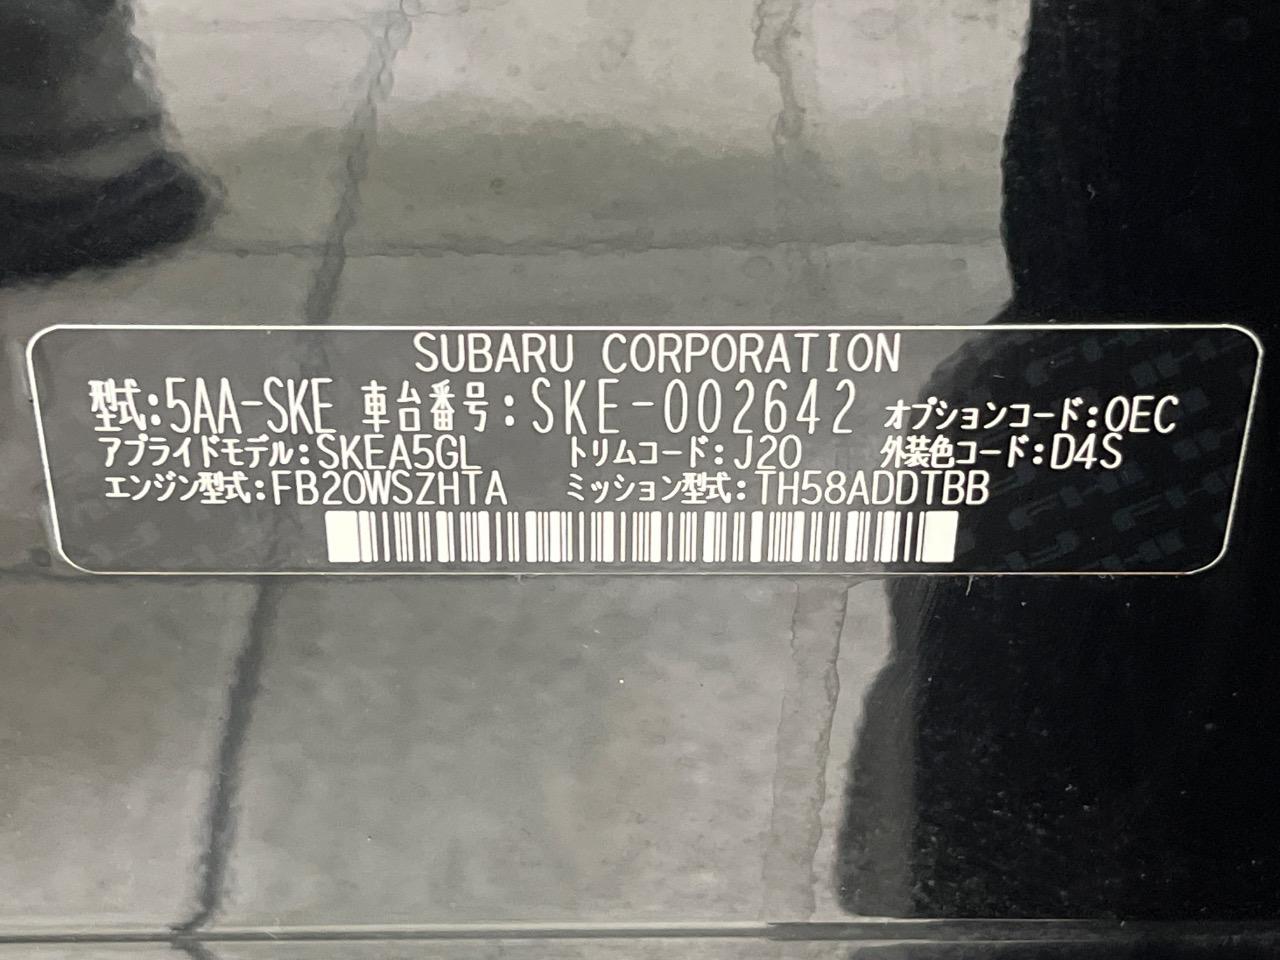 SUBARU CORPORATION
型式:5AA-SKE 車台番号:SKE-002642 オプションコード:OEC
アプライドモデル:SKEA5GL トリムコード:J20 外装色コード:D4S
エンジン型式:FB20WSZHTA ミッション型式:TH58ADDTBB